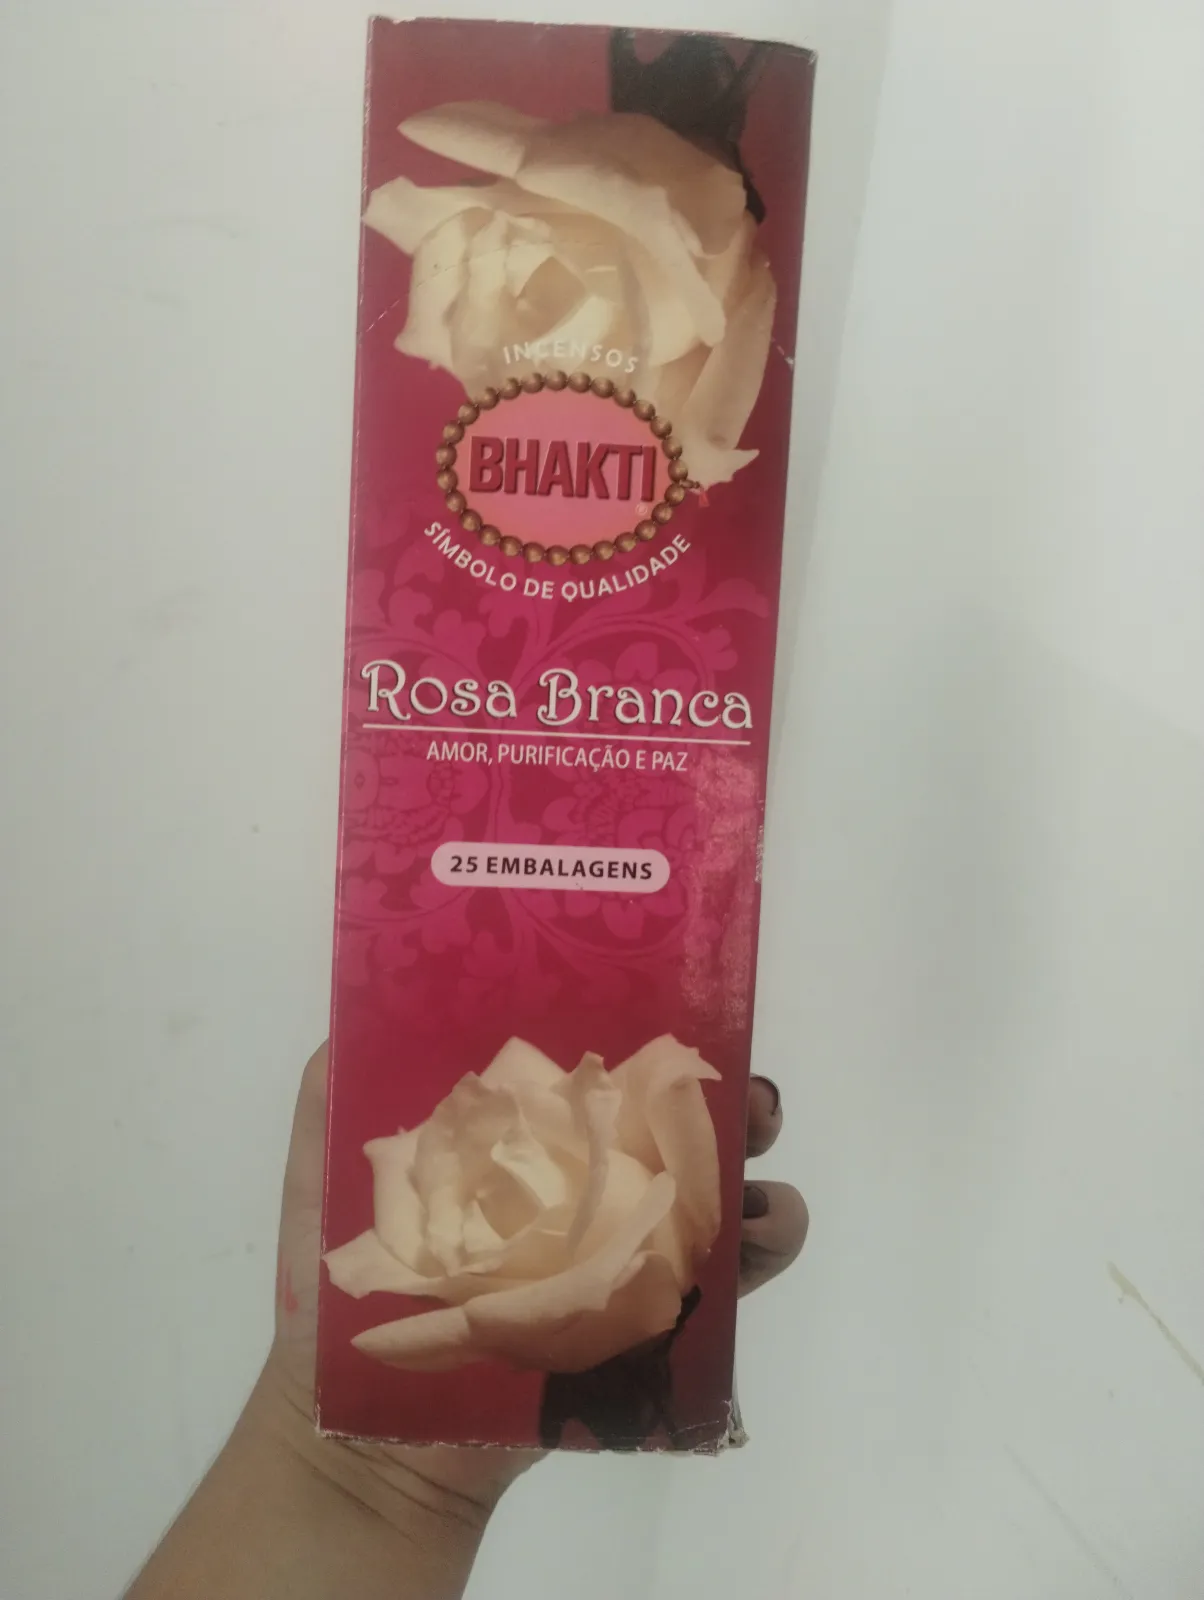 INCENSOS
BHAKTI
®
SÍMBOLO DE QUALIDADE
Rosa Branca
AMOR, PURIFICAÇÃO E PAZ
25 EMBALAGENS